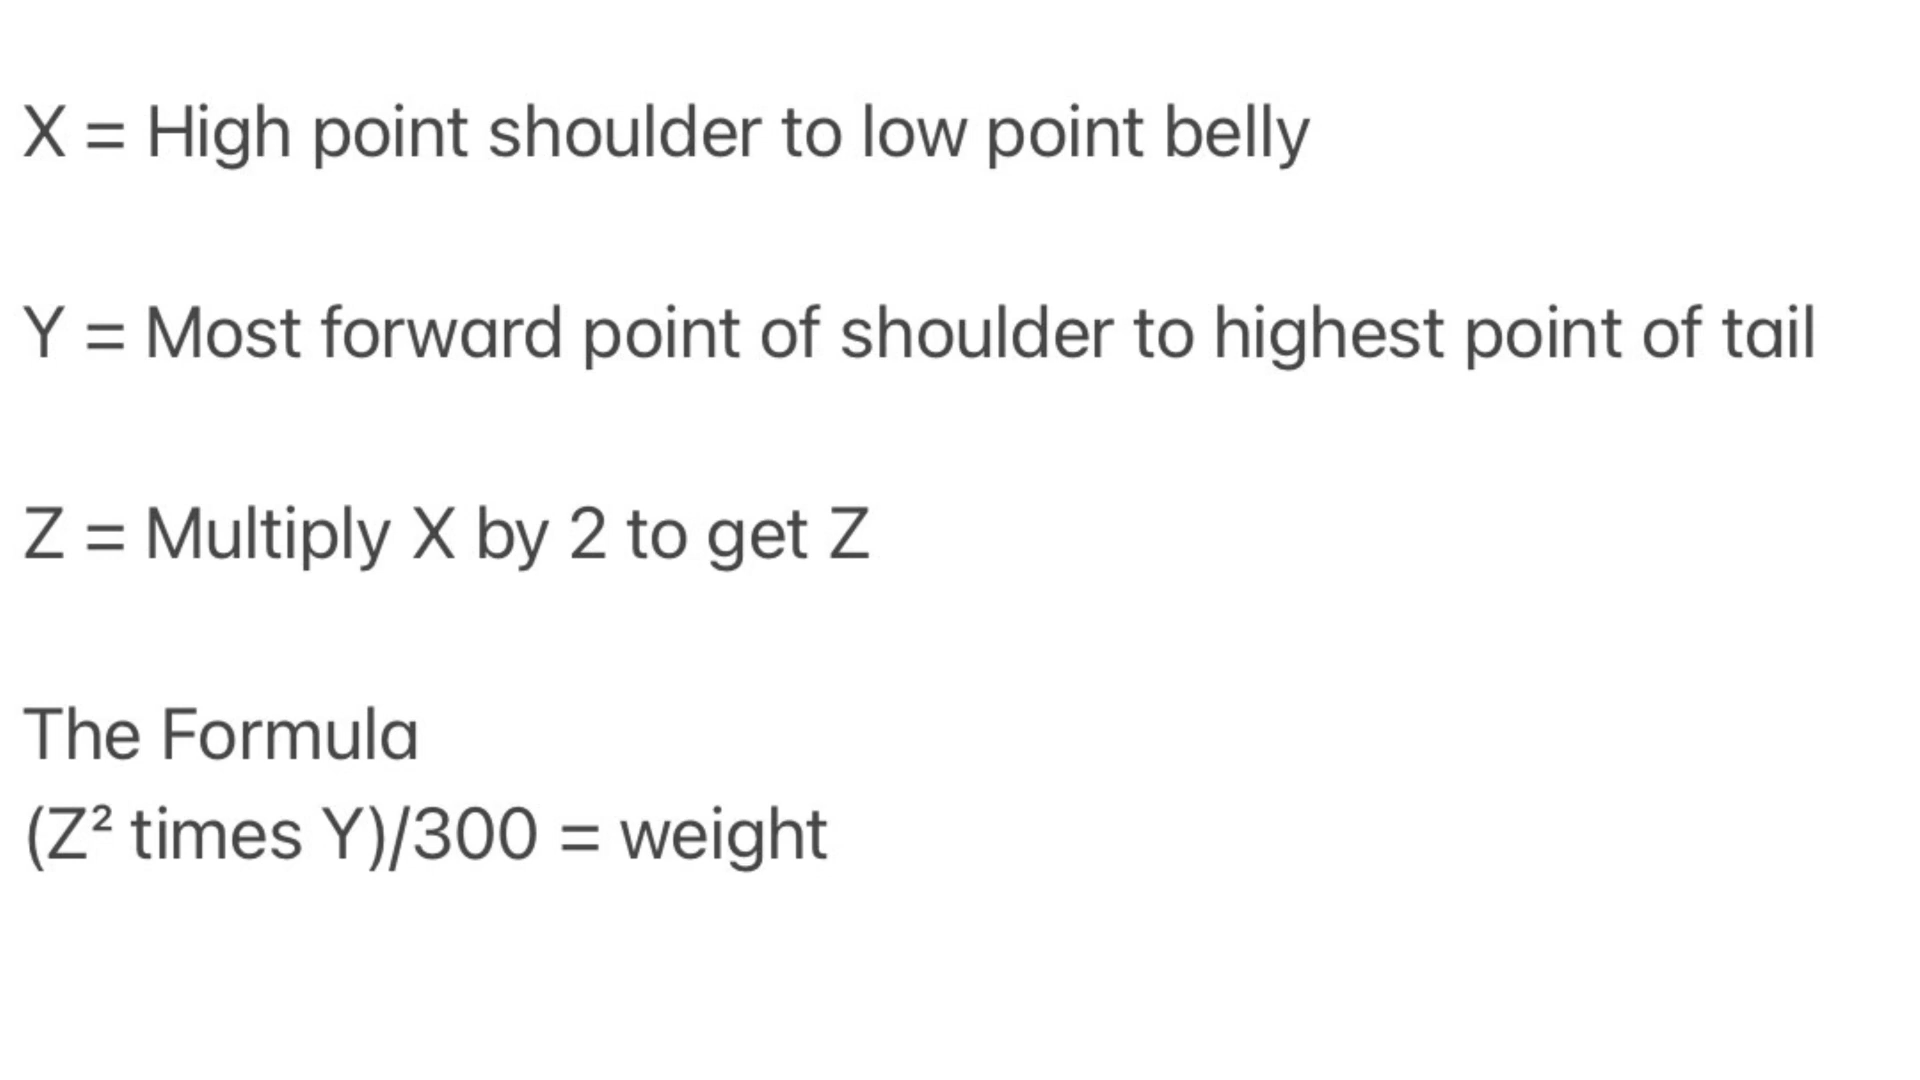 X = High point shoulder to low point belly
Y = Most forward point of shoulder to highest point of tail
Z = Multiply X by 2 to get Z
The Formula
(Z² times Y)/300 = weight